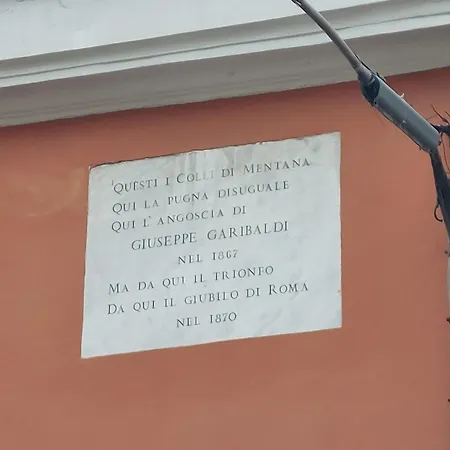 QUESTI I COLLI DI MENTANA
QUI LA PUGNA DISUGUALE
QUI L'ANGOSCIA DI
GIUSEPPE GARIBALDI
NEL 1867
MA DA QUI IL TRIONFO
DA QUI IL GIUBILO DI ROMA
NEL 1870